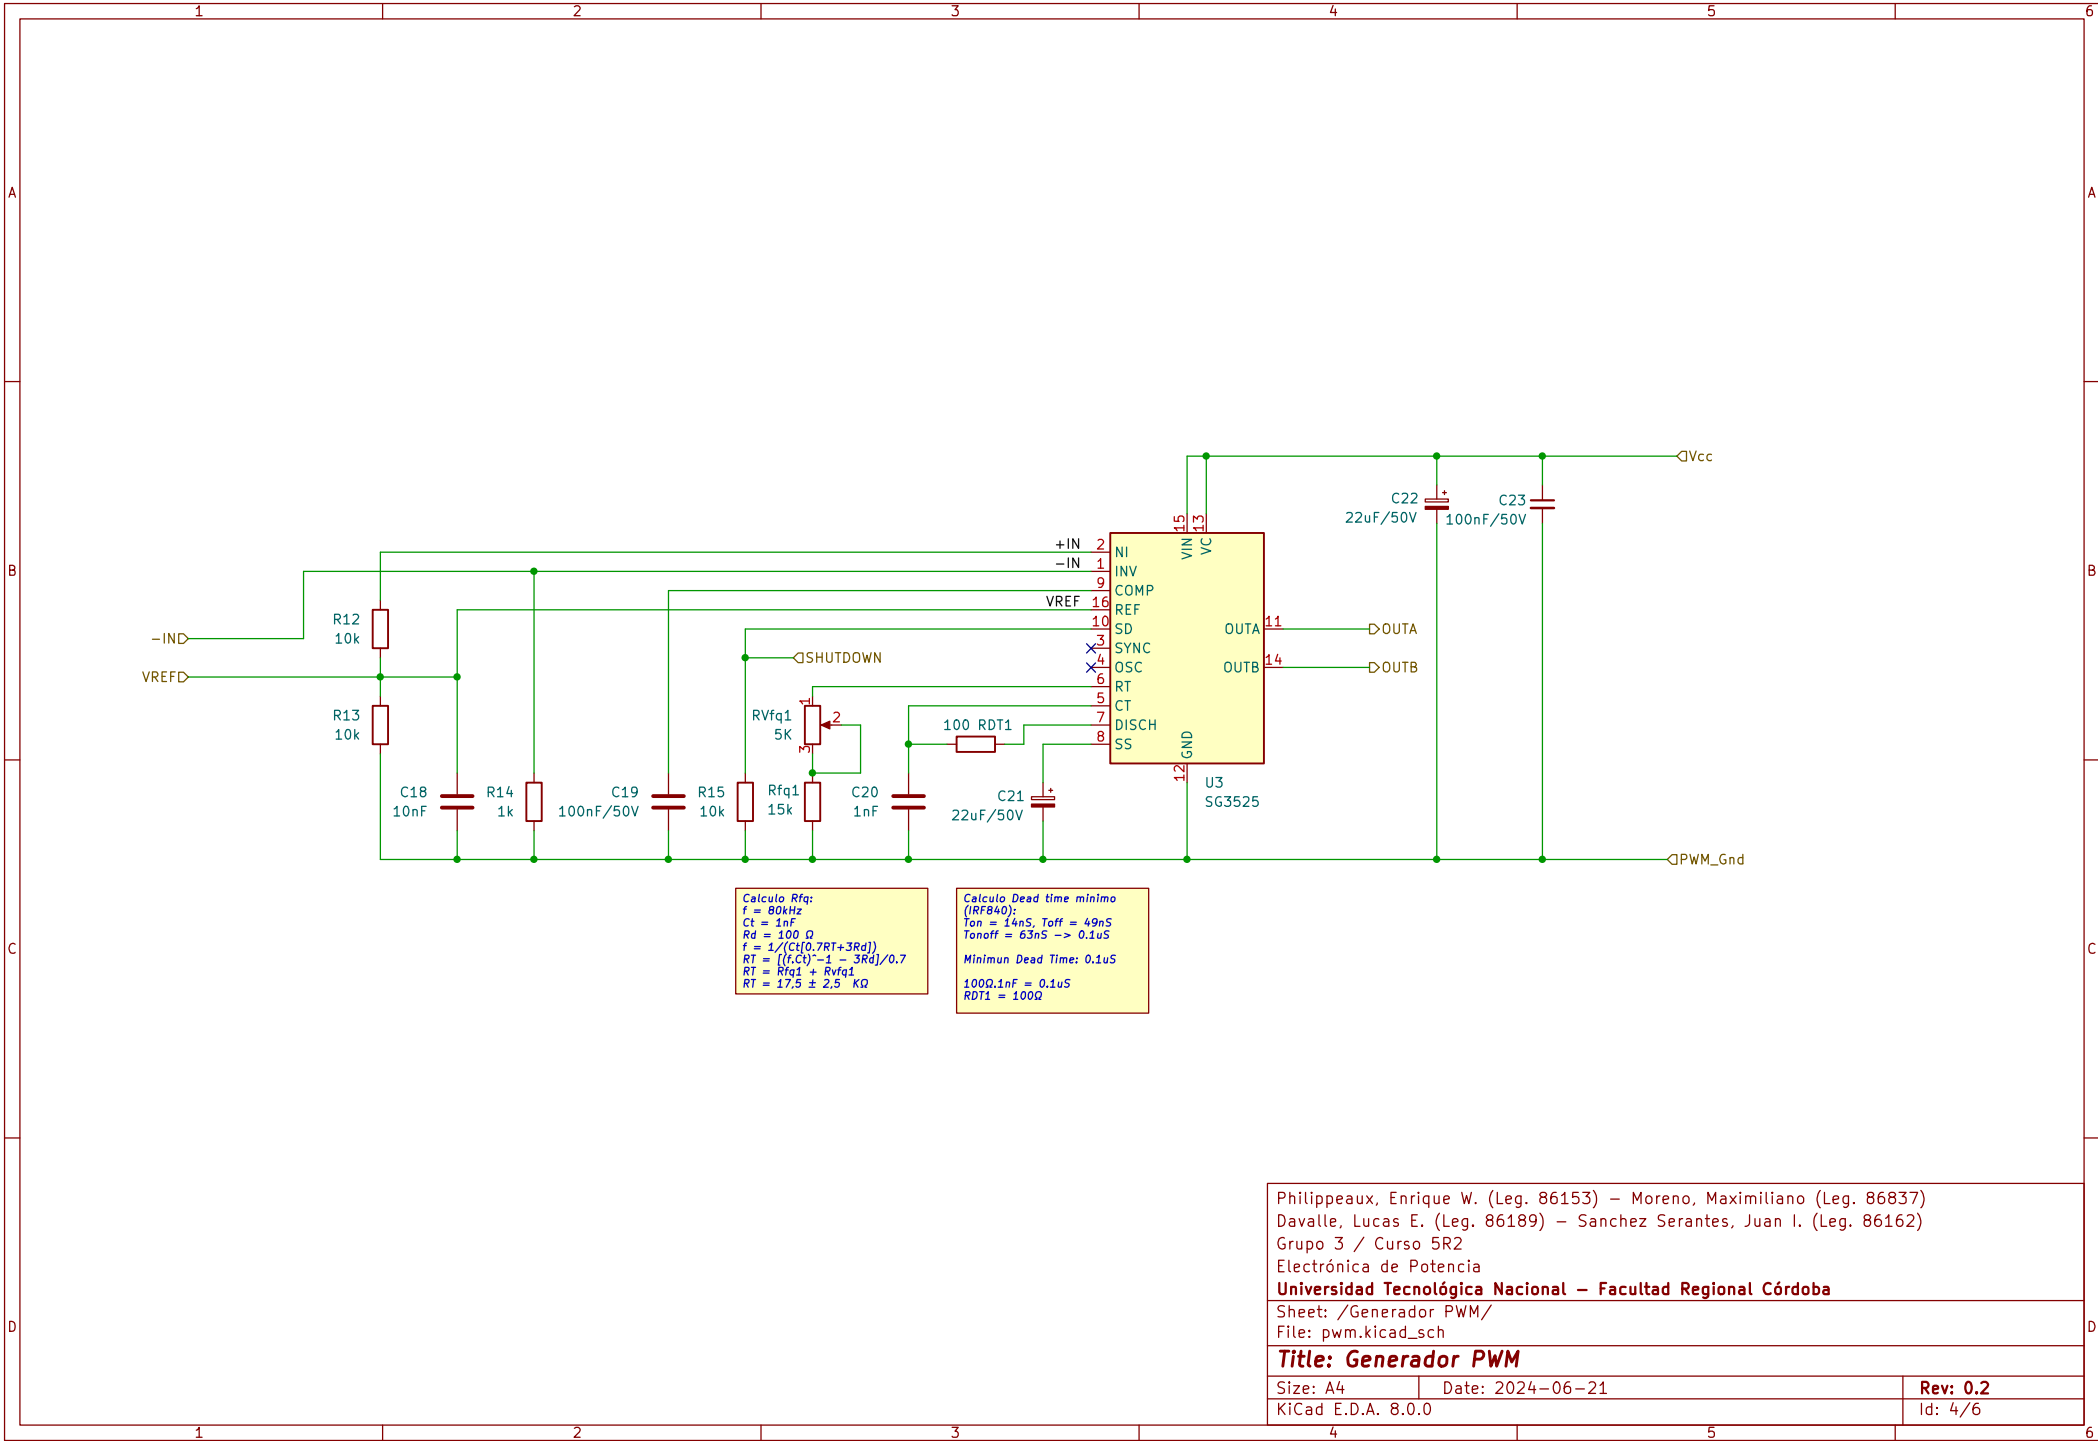 1 2 3 4 5 6
A A
Vcc
C22
22uF/50V
C23
100nF/50V
15 13
VIN VC
+IN 2 NI
-IN 1 INV
9 COMP
VREF 16 REF
10 SD
3 SYNC
4 OSC
6 RT
5 CT
7 DISCH
8 SS
GND
12
OUTA 11 OUTA
OUTB 14 OUTB
U3
SG3525
B B
R12
10k
-IN
VREF
SHUTDOWN
R13
10k
RVfq1
5K
1
2
3
100 RDT1
C18
10nF
R14
1k
C19
100nF/50V
R15
10k
Rfq1
15k
C20
1nF
C21
22uF/50V
PWM_Gnd
Calculo Rfq:
f = 80kHz
Ct = 1nF
Rd = 100 Ω
f = 1/(Ct[0.7RT+3Rd])
RT = [(f.Ct)^-1 - 3Rd]/0.7
RT = Rfq1 + Rvfq1
RT = 17,5 ± 2,5 KΩ
Calculo Dead time minimo
(IRF840):
Ton = 14nS, Toff = 49nS
Tonoff = 63nS -> 0.1uS
Minimun Dead Time: 0.1uS
100Ω.1nF = 0.1uS
RDT1 = 100Ω
C C
Philippeaux, Enrique W. (Leg. 86153) - Moreno, Maximiliano (Leg. 86837)
Davalle, Lucas E. (Leg. 86189) - Sanchez Serantes, Juan I. (Leg. 86162)
Grupo 3 / Curso 5R2
Electrónica de Potencia
Universidad Tecnológica Nacional - Facultad Regional Córdoba
Sheet: /Generador PWM/
File: pwm.kicad_sch
Title: Generador PWM
Size: A4 Date: 2024-06-21 Rev: 0.2
KiCad E.D.A. 8.0.0 Id: 4/6
D D
1 2 3 4 5 6